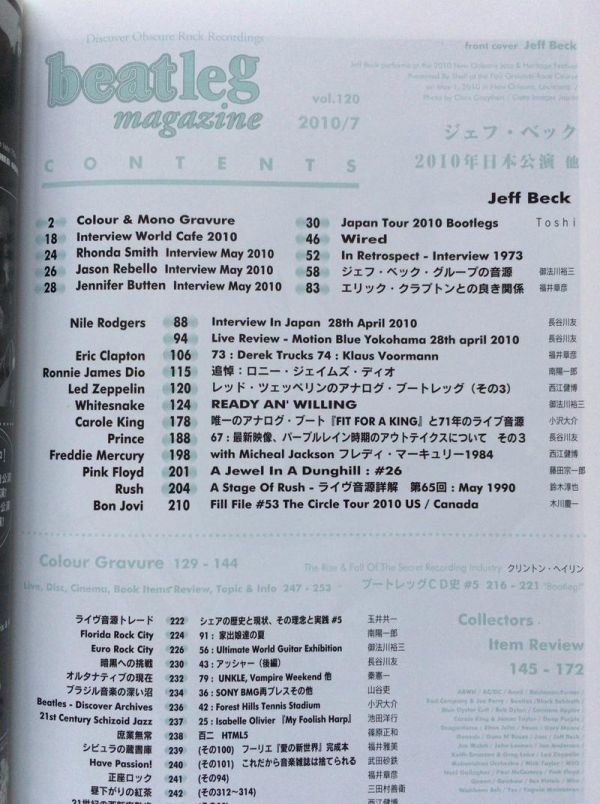 Discover Obscure Rock Recordings
beatleg
magazine
vol.120
2010/7
CONTENTS
front cover Jeff Beck
Jeff Beck performs at the 2010 New Orleans Jazz & Heritage Festival
Presented By Shell at the Fair Grounds Race Course
on May 1, 2010 in New Orleans, Louisiana.
ジェフ・ベック
2010年日本公演 他
Jeff Beck
2 Colour & Mono Gravure
18 Interview World Cafe 2010
24 Rhonda Smith Interview May 2010
26 Jason Rebello Interview May 2010
28 Jennifer Butten Interview May 2010
30 Japan Tour 2010 Bootlegs Toshi
46 Wired
52 In Retrospect - Interview 1973
58 ジェフ・ベック・グループの音源 御法川裕三
83 エリック・クラプトンとの良き関係 福井章彦
Nile Rodgers 88 Interview In Japan 28th April 2010 長谷川友
94 Live Review - Motion Blue Yokohama 28th april 2010 長谷川友
Eric Clapton 106 73 : Derek Trucks 74 : Klaus Voormann 福井章彦
Ronnie James Dio 115 追悼：ロニー・ジェイムズ・ディオ 南陽一郎
Led Zeppelin 120 レッド・ツェッペリンのアナログ・ブートレッグ（その3） 西江健博
Whitesnake 124 READY AN' WILLING 御法川裕三
Carole King 178 唯一のアナログ・ブート『FIT FOR A KING』と71年のライブ音源 小沢大介
Prince 188 67：最新映像、パープルレイン時期のアウトテイクスについて その３ 長谷川友
Freddie Mercury 198 with Micheal Jackson フレディ・マーキュリー1984 西江健博
Pink Floyd 201 A Jewel In A Dunghill : #26 藤田宗一郎
Rush 204 A Stage Of Rush - ライヴ音源詳解 第65回 : May 1990 鈴木淳也
Bon Jovi 210 Fill File #53 The Circle Tour 2010 US / Canada 木川慶一
Colour Gravure 129 - 144
The Rise & Fall Of The Secret Recording Industry クリントン・ヘイリン
Live, Disc, Cinema, Book Items Review, Topic & Info 247 - 253
ブートレッグＣＤ史 #5 216 - 221 "Bootleg!"
ライヴ音源トレード 222 シェアの歴史と現状、その理念と実践 #5 玉井共一
Florida Rock City 224 91：家出娘達の夏 南陽一郎
Euro Rock City 226 56 : Ultimate World Guitar Exhibition 御法川裕三
暗黒への挑戦 230 43：アッシャー（後編） 長谷川友
オルタナティブの現在 232 79 : UNKLE, Vampire Weekend 他 秦憲一
ブラジル音楽の深い沼 234 36 : SONY BMG再プレスその他 山谷史
Beatles - Discover Archives 236 42 : Forest Hills Tennis Stadium 小沢大介
21st Century Schizoid Jazz 237 25 : Isabelle Olivier 『My Foolish Harp』 池田洋行
庶業無常 238 百二 HTML5 篠原正和
シビュラの蔵書庫 239 （その100） フーリエ『愛の新世界』完成本 福井雅美
Have Passion! 240 （その101） これだから音楽雑誌は捨てられる 武田砂鉄
正座ロック 241 （その94） 福井章彦
昼下がりの紅茶 242 （その312〜314） 三田村善衛
Collectors
Item Review
145 - 172